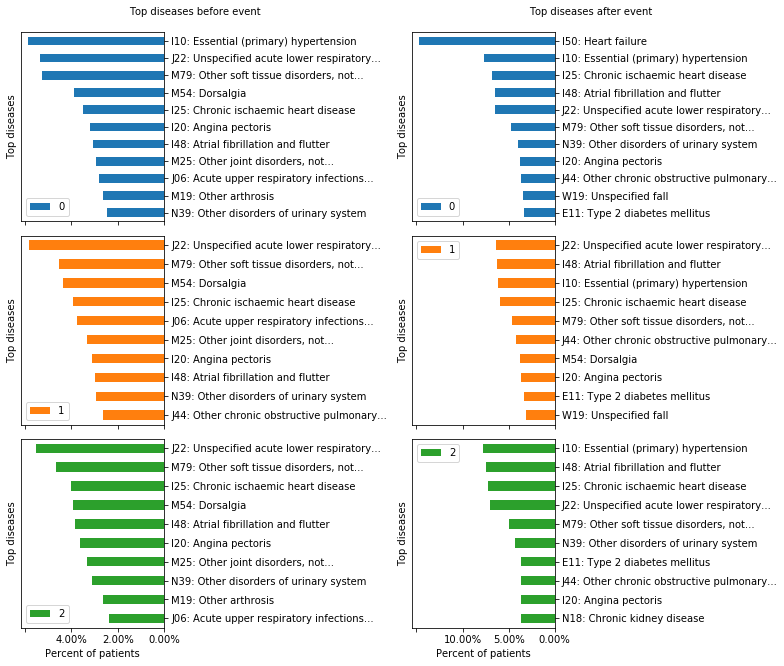 Top diseases before event
Top diseases
I10: Essential (primary) hypertension
J22: Unspecified acute lower respiratory...
M79: Other soft tissue disorders, not...
M54: Dorsalgia
I25: Chronic ischaemic heart disease
I20: Angina pectoris
I48: Atrial fibrillation and flutter
M25: Other joint disorders, not...
J06: Acute upper respiratory infections...
M19: Other arthrosis
N39: Other disorders of urinary system
0
Top diseases
J22: Unspecified acute lower respiratory...
M79: Other soft tissue disorders, not...
M54: Dorsalgia
I25: Chronic ischaemic heart disease
J06: Acute upper respiratory infections...
M25: Other joint disorders, not...
I20: Angina pectoris
I48: Atrial fibrillation and flutter
N39: Other disorders of urinary system
J44: Other chronic obstructive pulmonary...
1
Top diseases
J22: Unspecified acute lower respiratory...
M79: Other soft tissue disorders, not...
I25: Chronic ischaemic heart disease
M54: Dorsalgia
I48: Atrial fibrillation and flutter
I20: Angina pectoris
M25: Other joint disorders, not...
N39: Other disorders of urinary system
M19: Other arthrosis
J06: Acute upper respiratory infections...
2
4.00% 2.00% 0.00%
Percent of patients
Top diseases after event
Top diseases
I50: Heart failure
I10: Essential (primary) hypertension
I25: Chronic ischaemic heart disease
I48: Atrial fibrillation and flutter
J22: Unspecified acute lower respiratory...
M79: Other soft tissue disorders, not...
N39: Other disorders of urinary system
I20: Angina pectoris
J44: Other chronic obstructive pulmonary...
W19: Unspecified fall
E11: Type 2 diabetes mellitus
0
Top diseases
1
J22: Unspecified acute lower respiratory...
I48: Atrial fibrillation and flutter
I10: Essential (primary) hypertension
I25: Chronic ischaemic heart disease
M79: Other soft tissue disorders, not...
J44: Other chronic obstructive pulmonary...
M54: Dorsalgia
I20: Angina pectoris
E11: Type 2 diabetes mellitus
W19: Unspecified fall
Top diseases
2
I10: Essential (primary) hypertension
I48: Atrial fibrillation and flutter
I25: Chronic ischaemic heart disease
J22: Unspecified acute lower respiratory...
M79: Other soft tissue disorders, not...
N39: Other disorders of urinary system
E11: Type 2 diabetes mellitus
J44: Other chronic obstructive pulmonary...
I20: Angina pectoris
N18: Chronic kidney disease
10.00% 5.00% 0.00%
Percent of patients